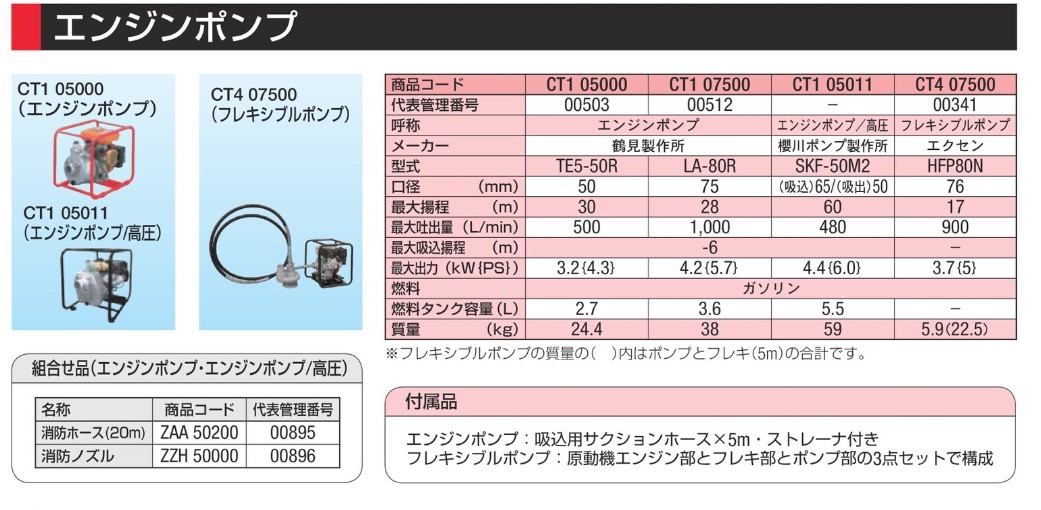 エンジンポンプ
CT1 05000
（エンジンポンプ）
CT1 05011
（エンジンポンプ/高圧）
CT4 07500
（フレキシブルポンプ）
商品コード CT1 05000 CT1 07500 CT1 05011 CT4 07500
代表管理番号 00503 00512 − 00341
呼称 エンジンポンプ エンジンポンプ／高圧 フレキシブルポンプ
メーカー 鶴見製作所 櫻川ポンプ製作所 エクセン
型式 TE5-50R LA-80R SKF-50M2 HFP80N
口径 （mm） 50 75 （吸込）65/（吸出）50 76
最大揚程 （m） 30 28 60 17
最大吐出量（L/min） 500 1,000 480 900
最大吸込揚程 （m） -6 −
最大出力（kW{PS}） 3.2{4.3} 4.2{5.7} 4.4{6.0} 3.7{5}
燃料 ガソリン
燃料タンク容量（L） 2.7 3.6 5.5 −
質量 （kg） 24.4 38 59 5.9（22.5）
※フレキシブルポンプの質量の（ ）内はポンプとフレキ（5m）の合計です。
組合せ品（エンジンポンプ・エンジンポンプ/高圧）
名称 商品コード 代表管理番号
消防ホース（20m） ZAA 50200 00895
消防ノズル ZZH 50000 00896
付属品
エンジンポンプ：吸込用サクションホース×5m・ストレーナ付き
フレキシブルポンプ：原動機エンジン部とフレキ部とポンプ部の3点セットで構成